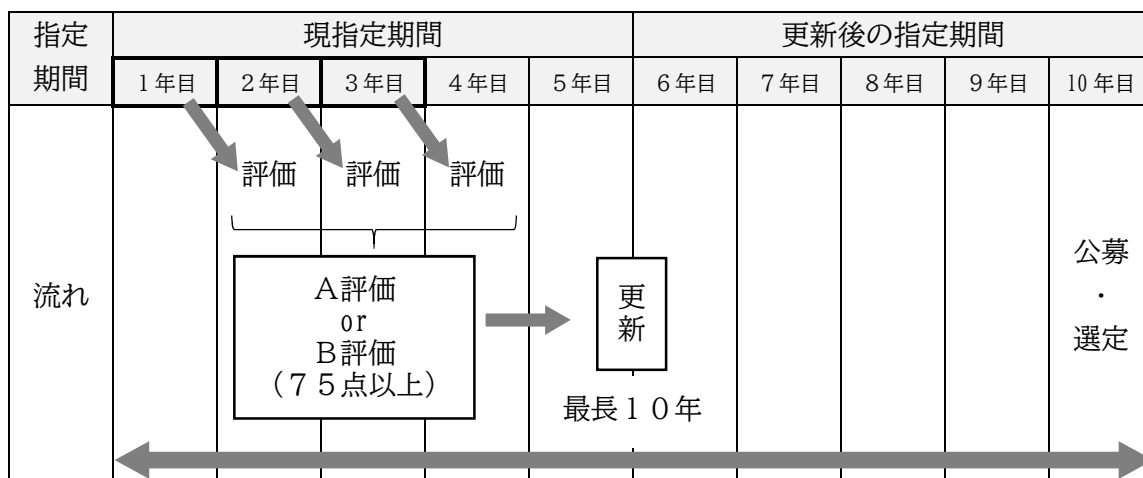 指定
期間
現指定期間
更新後の指定期間
1年目
2年目
3年目
4年目
5年目
6年目
7年目
8年目
9年目
10年目
流れ
評価
評価
評価
Ａ評価
or
Ｂ評価
（７５点以上）
更
新
最長１０年
公募
・
選定